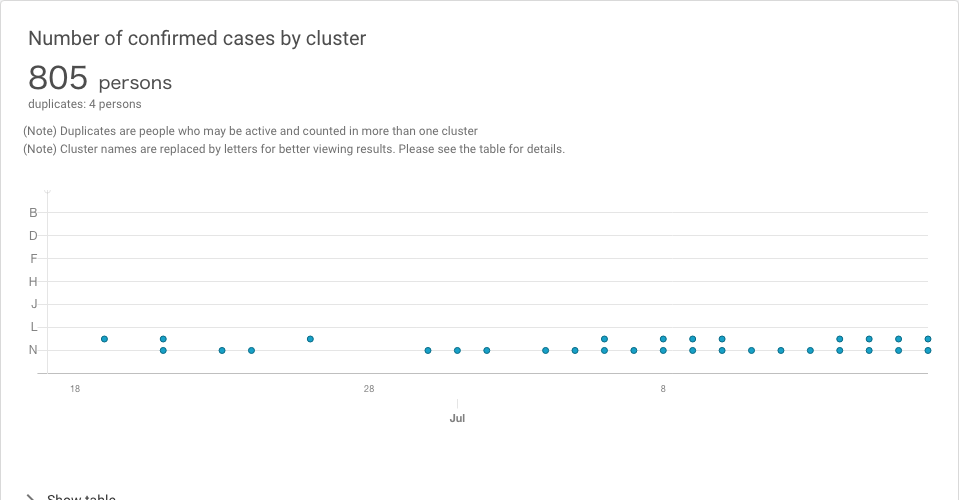 Number of confirmed cases by cluster
805 persons
duplicates: 4 persons
(Note) Duplicates are people who may be active and counted in more than one cluster
(Note) Cluster names are replaced by letters for better viewing results. Please see the table for details.
B
D
F
H
J
L
N
18 28 8
Jul
Show table